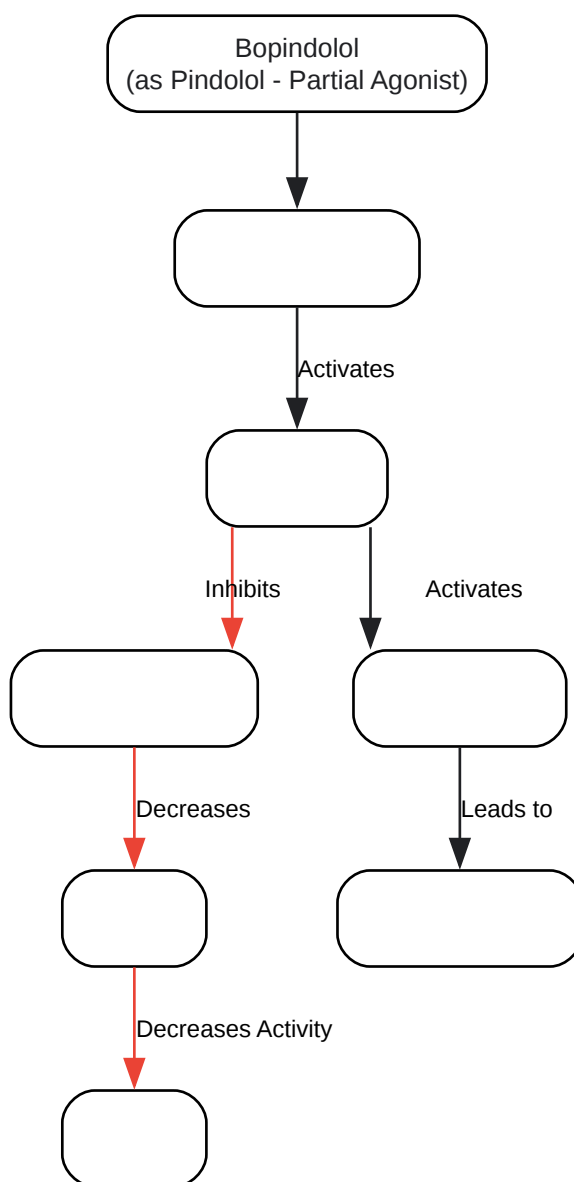 Bopindolol
(as Pindolol - Partial Agonist)
Activates
Inhibits
Activates
Decreases
Leads to
Decreases Activity